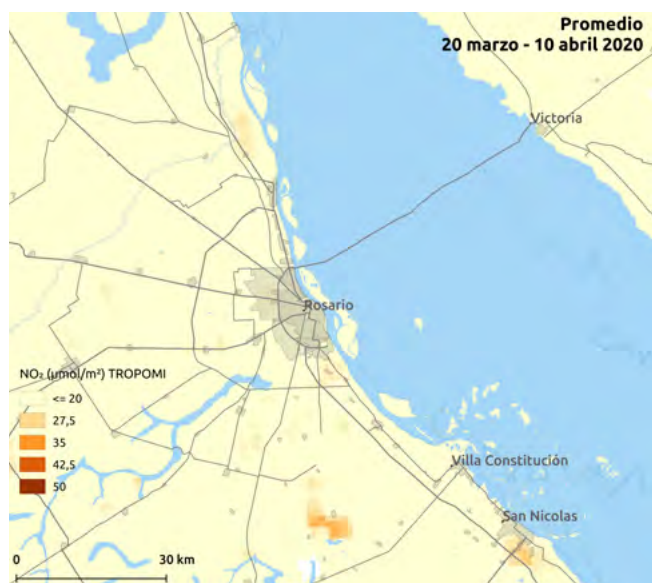 Promedio
20 marzo - 10 abril 2020
Victoria
Rosario
NO₂ (μmol/m²) TROPOMI
<= 20
27,5
35
42,5
50
Villa Constitución
San Nicolas
0 30 km